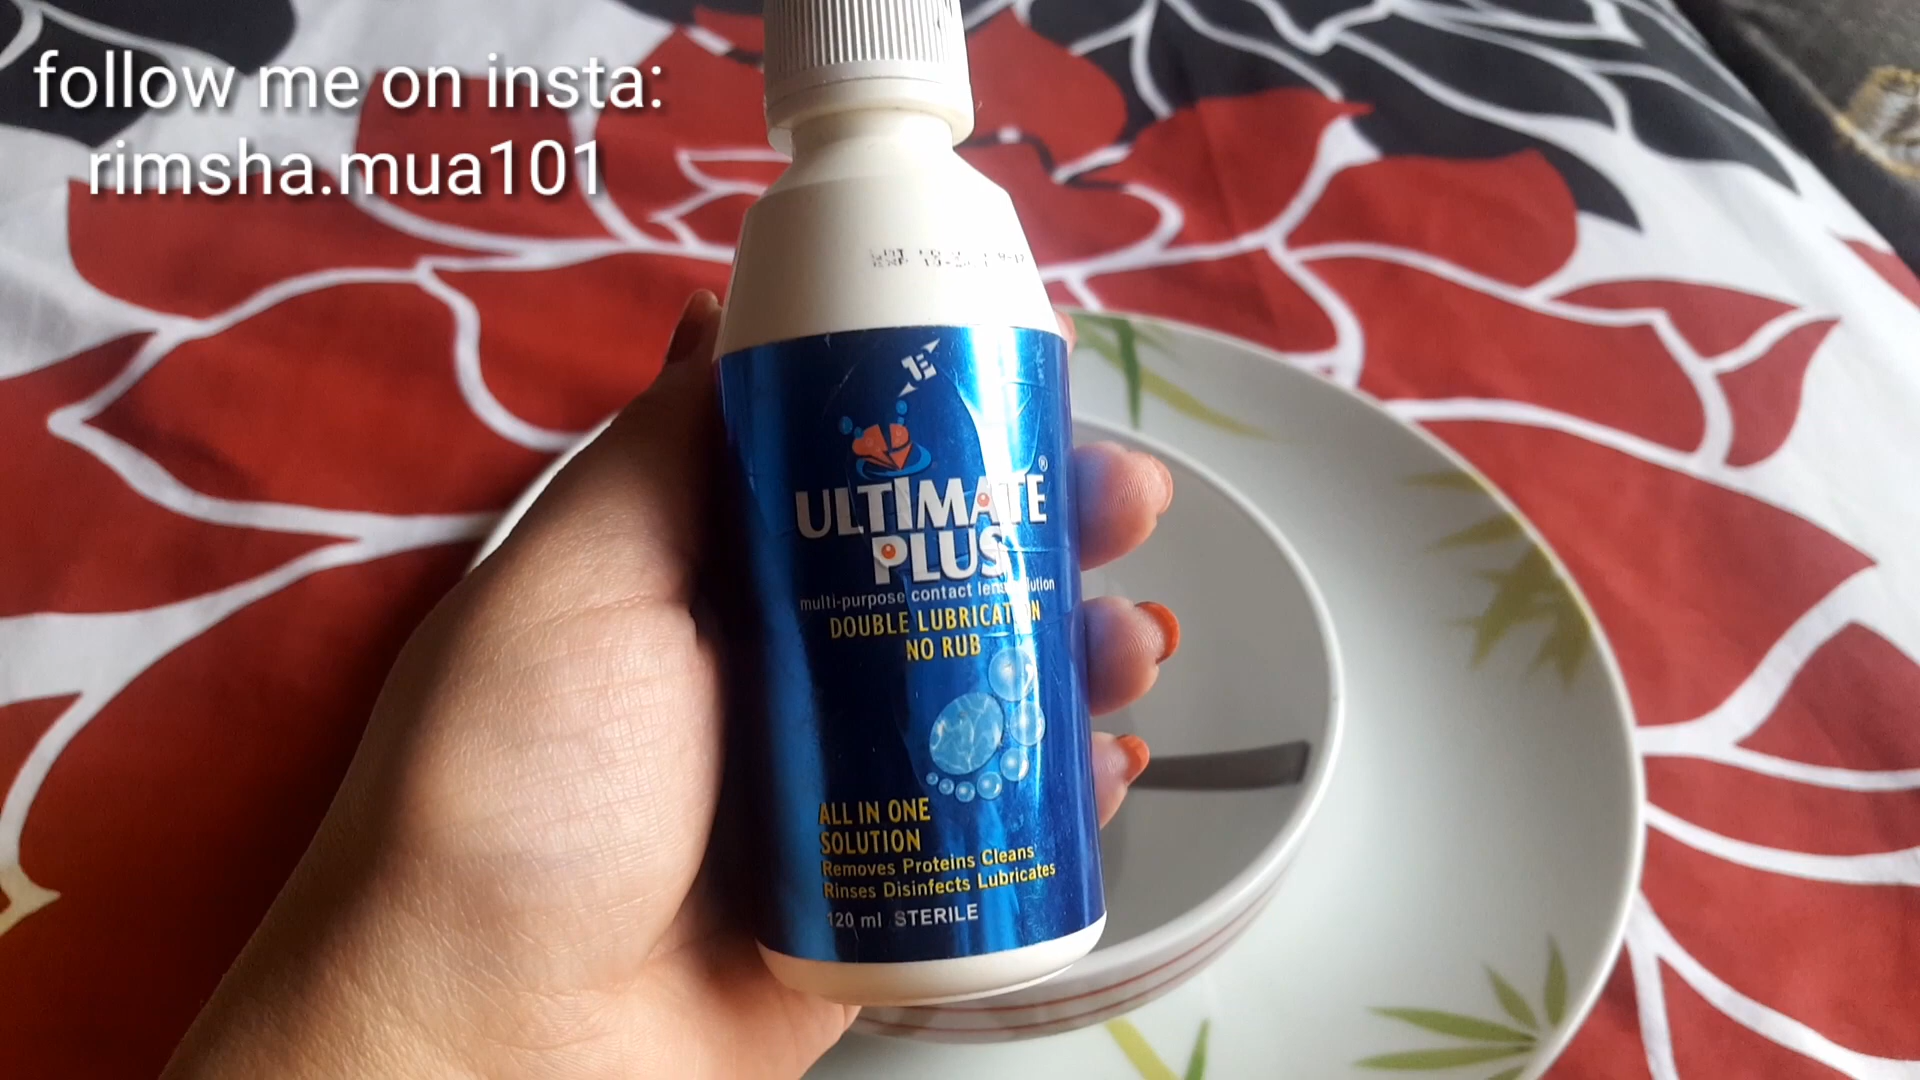 follow me on insta:
rimsha.mua101
ULTIMATE®
PLUS
multi-purpose contact lens solution
DOUBLE LUBRICATION
NO RUB
ALL IN ONE
SOLUTION
Removes Proteins Cleans
Rinses Disinfects Lubricates
120 ml STERILE